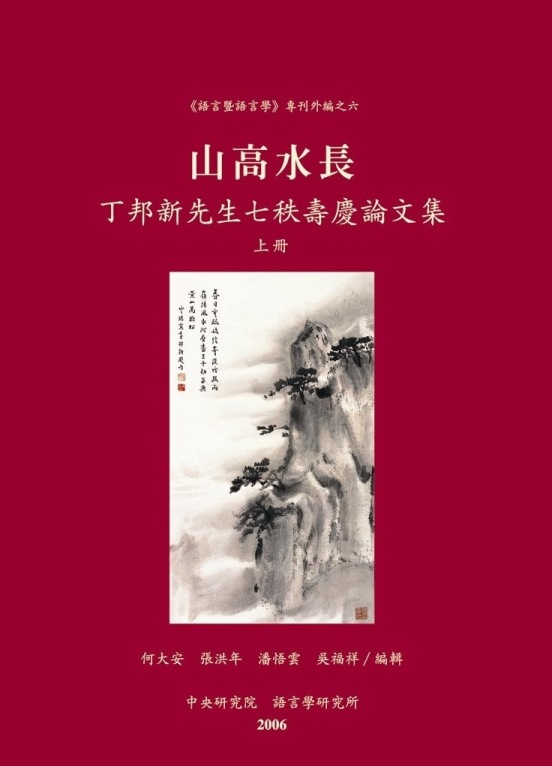 《語言暨語言學》專刊外編之六
山高水長
丁邦新先生七秩壽慶論文集
上冊
何大安 張洪年 潘悟雲 吳福祥/編輯
中央研究院 語言學研究所
2006